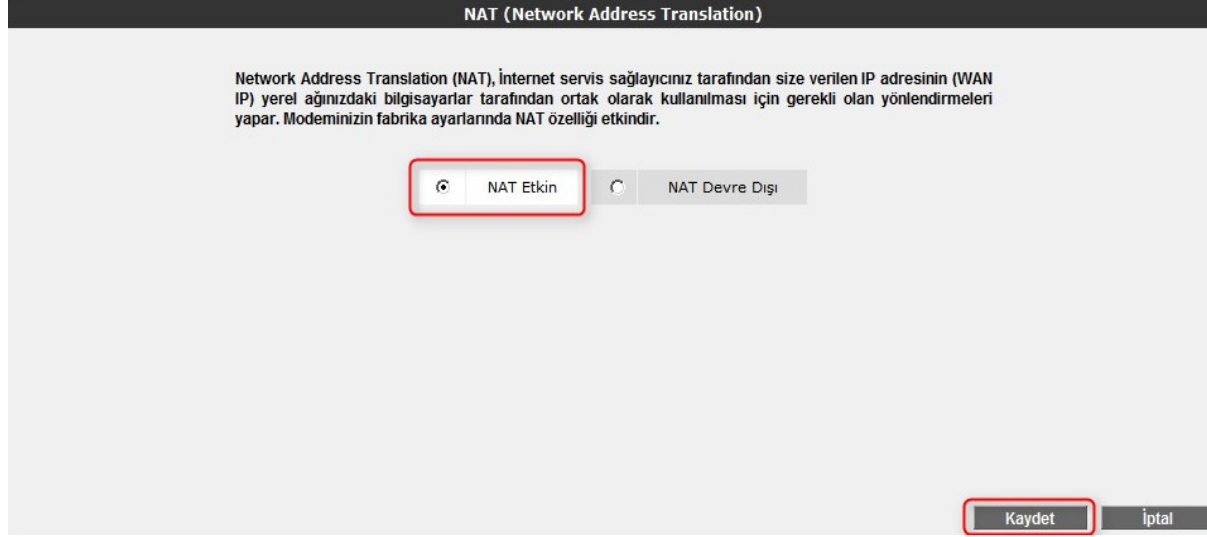 NAT (Network Address Translation)
Network Address Translation (NAT), İnternet servis sağlayıcınız tarafından size verilen IP adresinin (WAN
IP) yerel ağınızdaki bilgisayarlar tarafından ortak olarak kullanılması için gerekli olan yönlendirmeleri
yapar. Modeminizin fabrika ayarlarında NAT özelliği etkindir.
NAT Etkin NAT Devre Dışı
Kaydet İptal